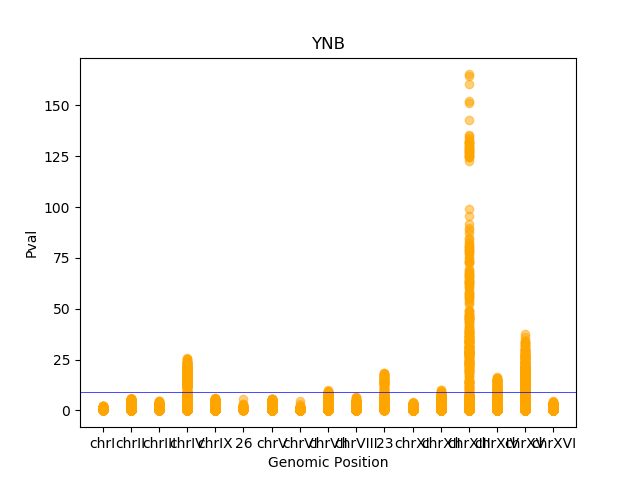 YNB
Pval
150
125
100
75
50
25
0
chrI chrII chrIII chrIV chrIX 26 chrV chrVI chrVII chrVIII 23 chrXI chrXII chrXIII chrXIV chrXV chrXVI
Genomic Position